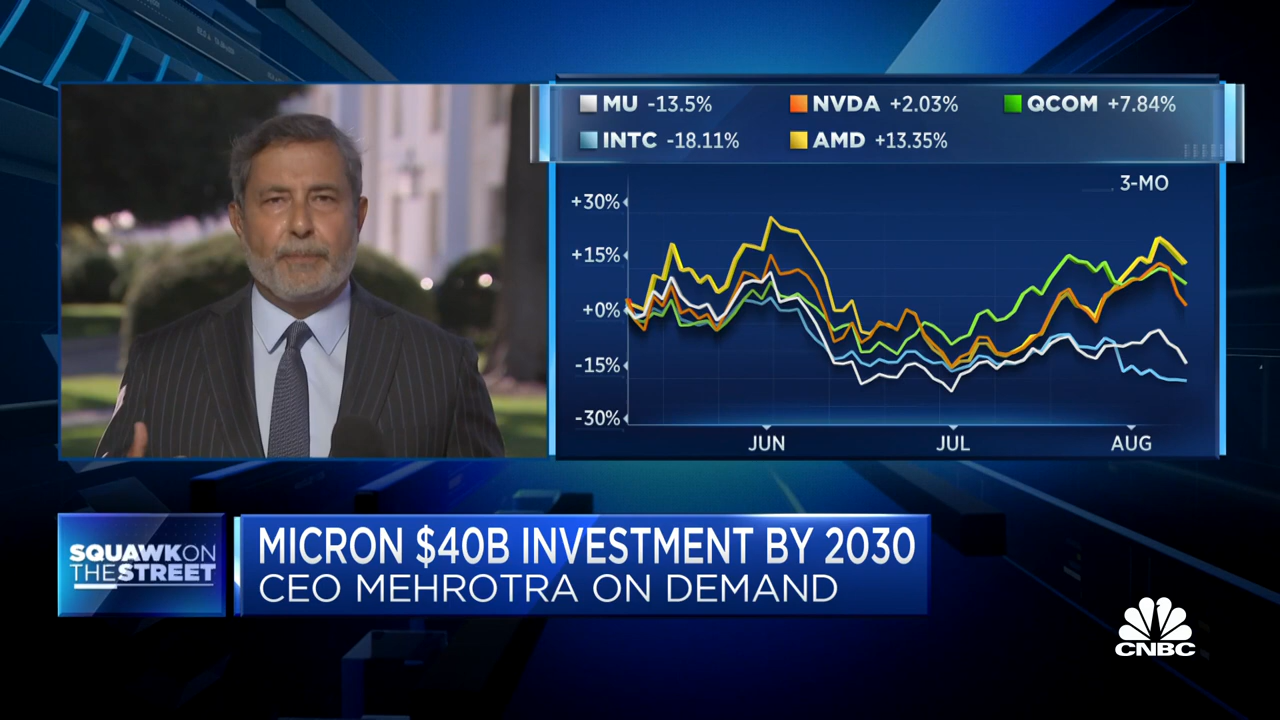 MU -13.5% NVDA +2.03% QCOM +7.84%
INTC -18.11% AMD +13.35%
3-MO
+30%
+15%
+0%
-15%
-30%
JUN JUL AUG
SQUAWK ON
THE STREET
MICRON $40B INVESTMENT BY 2030
CEO MEHROTRA ON DEMAND
CNBC